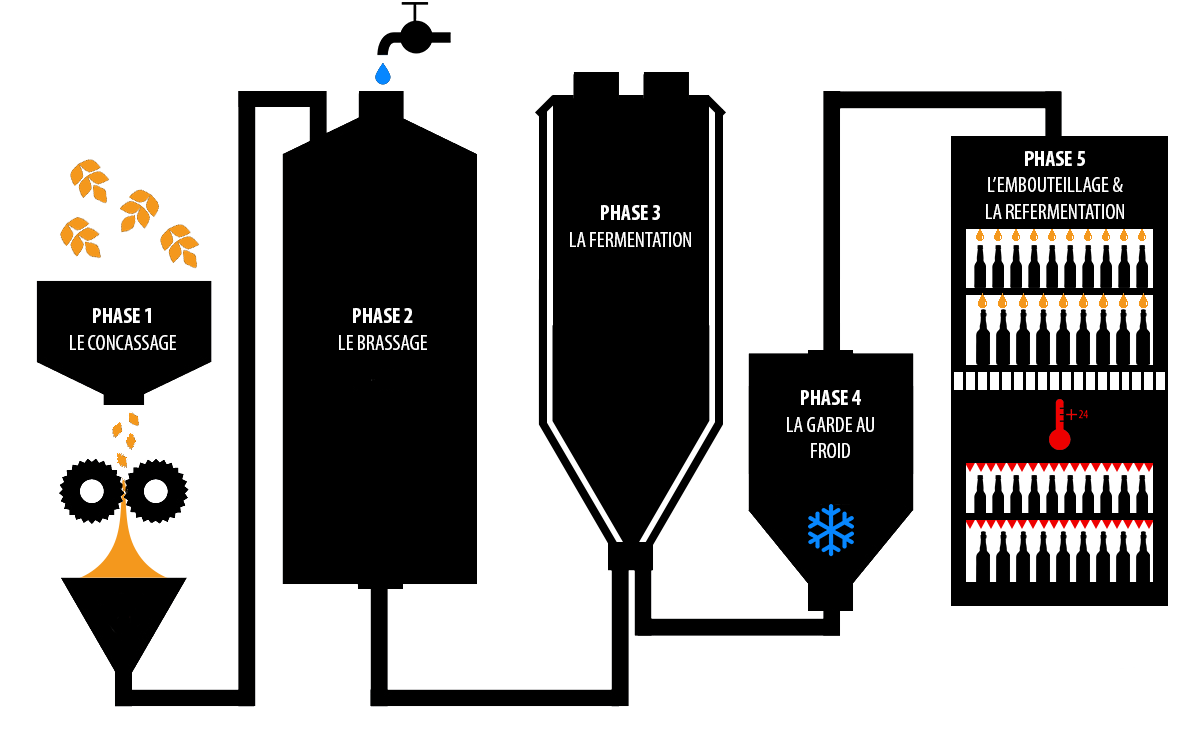 PHASE 1
LE CONCASSAGE
PHASE 2
LE BRASSAGE
PHASE 3
LA FERMENTATION
PHASE 4
LA GARDE AU
FROID
PHASE 5
L’EMBOUTEILLAGE &
LA REFERMENTATION
+24